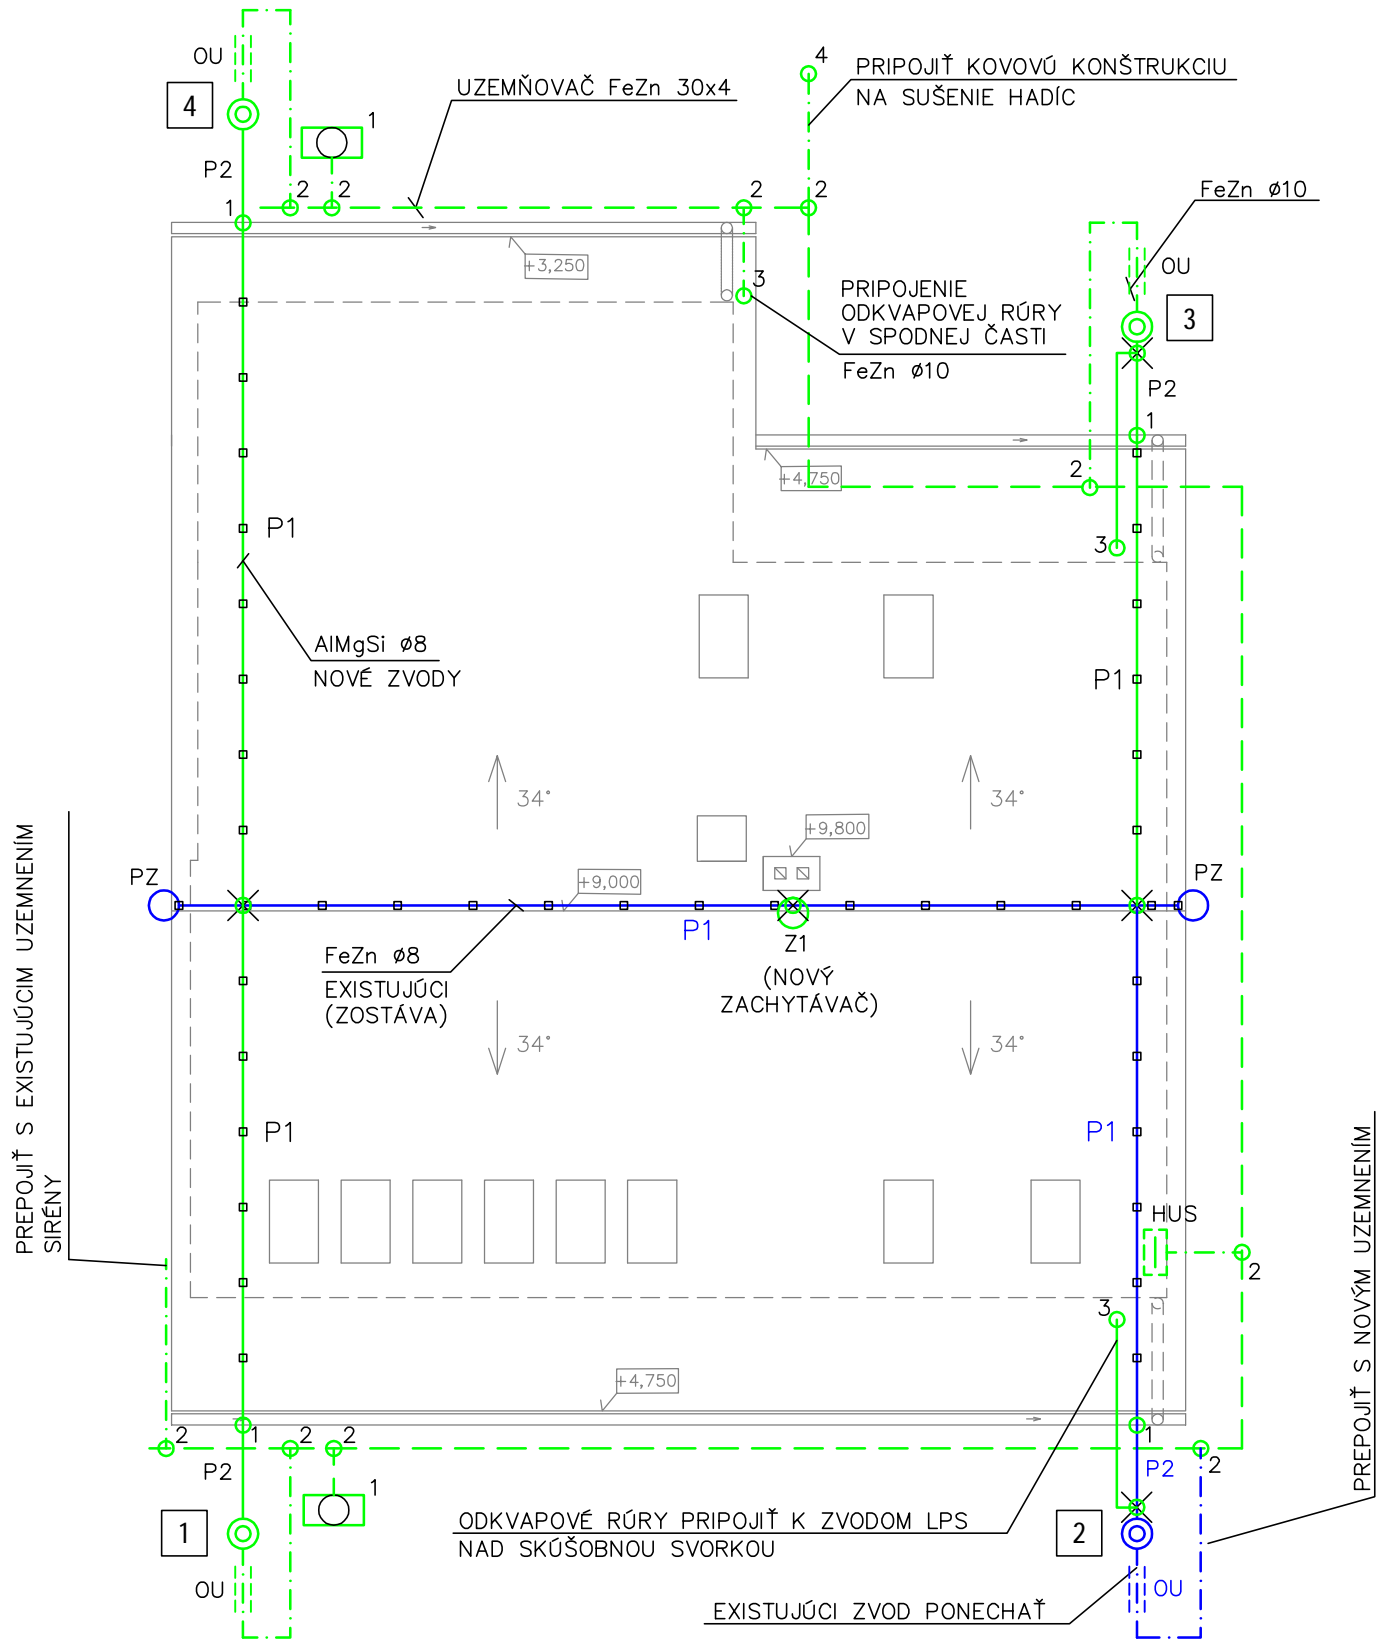 OU
4
P2
1
1
2
2
UZEMŇOVAČ FeZn 30x4
4
PRIPOJIŤ KOVOVÚ KONŠTRUKCIU
NA SUŠENIE HADÍC
2
2
FeZn ø10
+3,250
3
PRIPOJENIE
ODKVAPOVEJ RÚRY
V SPODNEJ ČASTI
FeZn ø10
OU
3
P2
1
+4,750
2
3
P1
AlMgSi ø8
NOVÉ ZVODY
P1
34°
34°
+9,800
PZ
+9,000
PZ
P1
Z1
(NOVÝ
ZACHYTÁVAČ)
FeZn ø8
EXISTUJÚCI
(ZOSTÁVA)
34°
34°
PREPOJIŤ S EXISTUJÚCIM UZEMNENÍM
SIRÉNY
P1
P1
HUS
2
3
+4,750
PREPOJIŤ S NOVÝM UZEMNENÍM
2
1
2
2
1
2
P2
1
P2
1
ODKVAPOVÉ RÚRY PRIPOJIŤ K ZVODOM LPS
NAD SKÚŠOBNOU SVORKOU
2
OU
OU
EXISTUJÚCI ZVOD PONECHAŤ